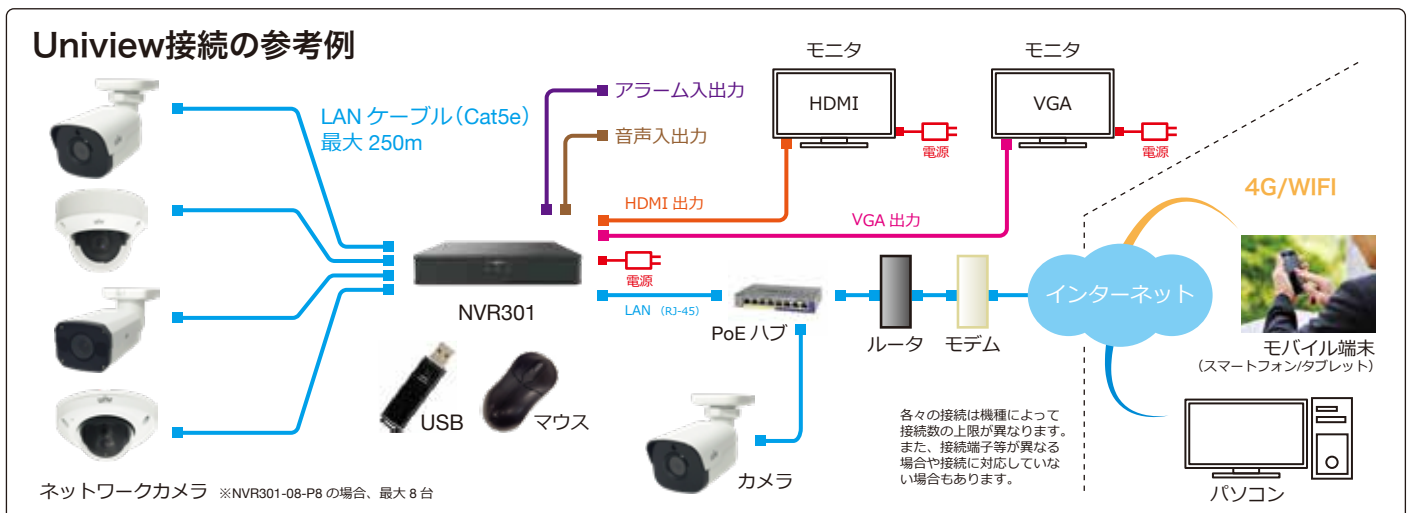 Uniview接続の参考例
LAN ケーブル（Cat5e）
最大 250m
アラーム入出力
音声入出力
モニタ
HDMI
電源
モニタ
VGA
電源
HDMI 出力
VGA 出力
電源
NVR301
LAN （RJ-45）
PoE ハブ
ルータ
モデム
インターネット
4G/WIFI
モバイル端末
（スマートフォン/タブレット）
パソコン
USB
マウス
カメラ
各々の接続は機種によって
接続数の上限が異なります。
また、接続端子等が異なる
場合や接続に対応していな
い場合もあります。
ネットワークカメラ ※NVR301-08-P8 の場合、最大 8 台